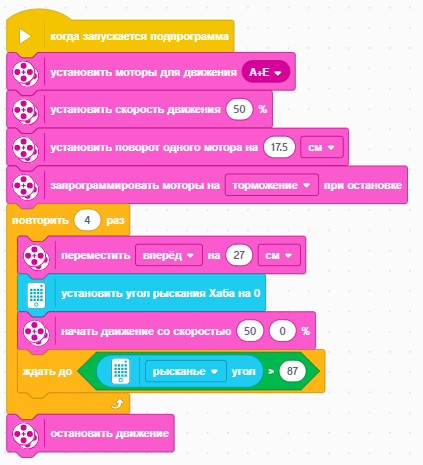 когда запускается подпрограмма
установить моторы для движения A+E
установить скорость движения 50 %
установить поворот одного мотора на 17.5 см
запрограммировать моторы на торможение при остановке
повторить 4 раз
переместить вперёд на 27 см
установить угол рыскания Хаба на 0
начать движение со скоростью 50 0 %
ждать до рысканье угол > 87
остановить движение